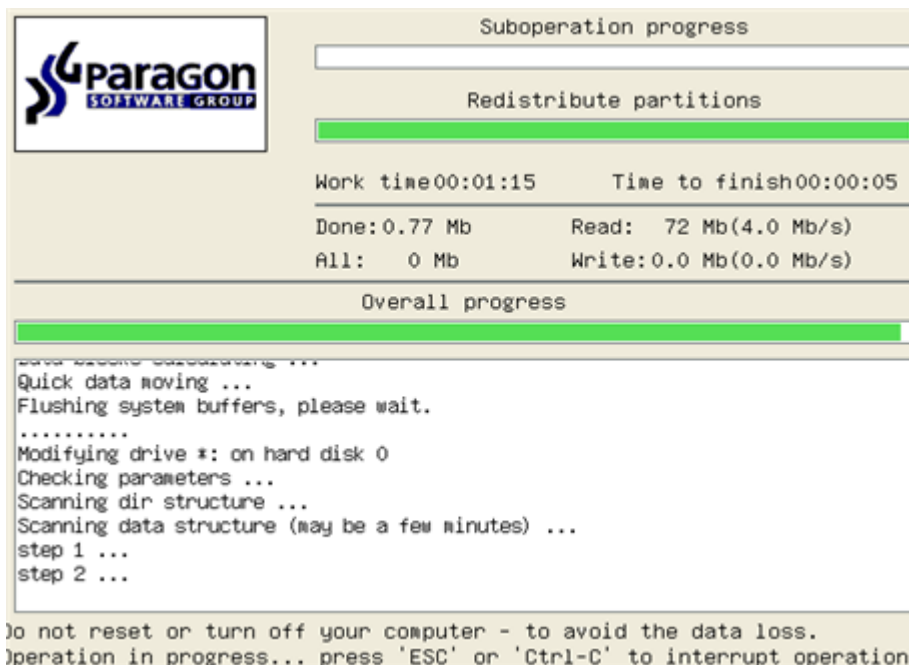 Paragon
SOFTWARE GROUP
Suboperation progress
Redistribute partitions
Work time00:01:15 Time to finish00:00:05
Done:0.77 Mb Read: 72 Mb(4.0 Mb/s)
All: 0 Mb Write:0.0 Mb(0.0 Mb/s)
Overall progress
Data blocks calculating ...
Quick data moving ...
Flushing system buffers, please wait.
..........
Modifying drive *: on hard disk 0
Checking parameters ...
Scanning dir structure ...
Scanning data structure (may be a few minutes) ...
step 1 ...
step 2 ...
Do not reset or turn off your computer - to avoid the data loss.
Operation in progress... press 'ESC' or 'Ctrl-C' to interrupt operation